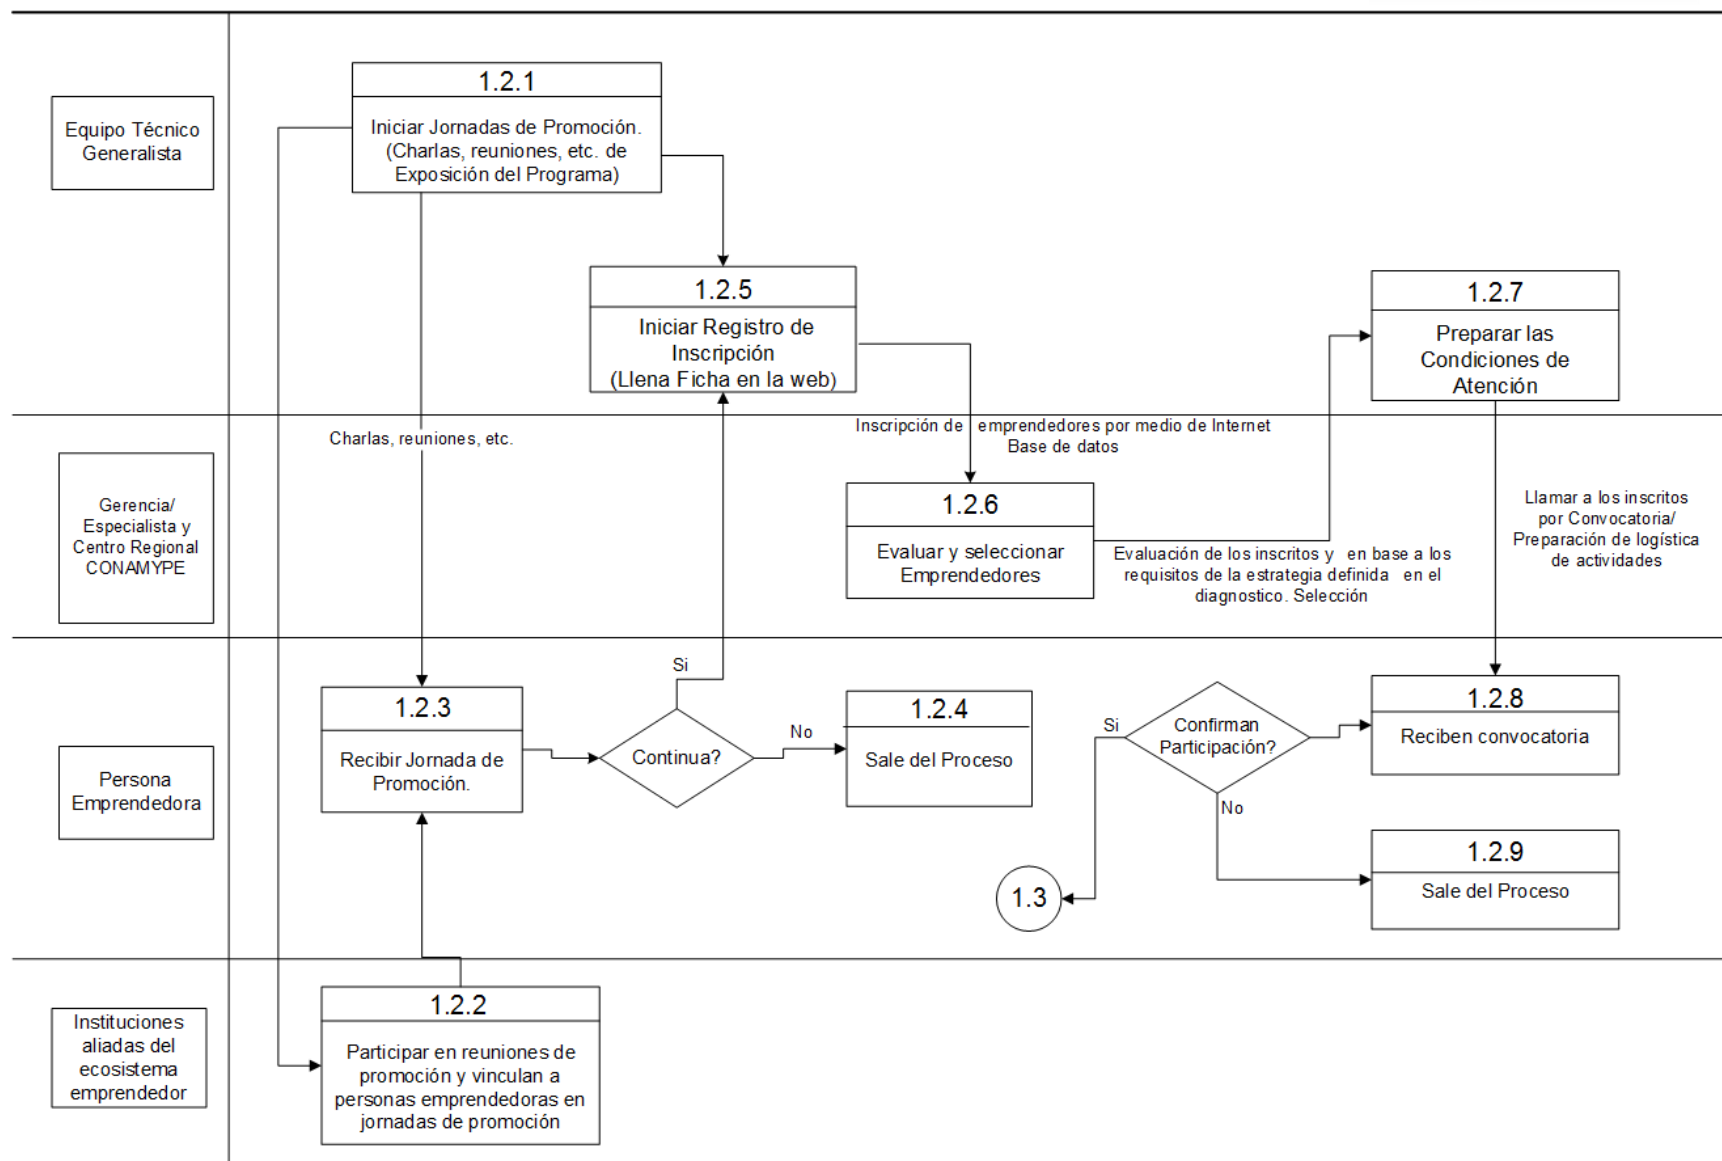 Equipo Técnico
Generalista
1.2.1
Iniciar Jornadas de Promoción.
(Charlas, reuniones, etc. de
Exposición del Programa)
1.2.5
Iniciar Registro de
Inscripción
(Llena Ficha en la web)
1.2.7
Preparar las
Condiciones de
Atención
Gerencia/
Especialista y
Centro Regional
CONAMYPE
Charlas, reuniones, etc.
Inscripción de emprendedores por medio de Internet
Base de datos
1.2.6
Evaluar y seleccionar
Emprendedores
Evaluación de los inscritos y en base a los
requisitos de la estrategia definida en el
diagnostico. Selección
Llamar a los inscritos
por Convocatoria/
Preparación de logística
de actividades
Persona
Emprendedora
1.2.3
Recibir Jornada de
Promoción.
Si
Continua?
No
1.2.4
Sale del Proceso
Si
Confirman
Participación?
No
1.2.8
Reciben convocatoria
1.3
1.2.9
Sale del Proceso
Instituciones
aliadas del
ecosistema
emprendedor
1.2.2
Participar en reuniones de
promoción y vinculan a
personas emprendedoras en
jornadas de promoción